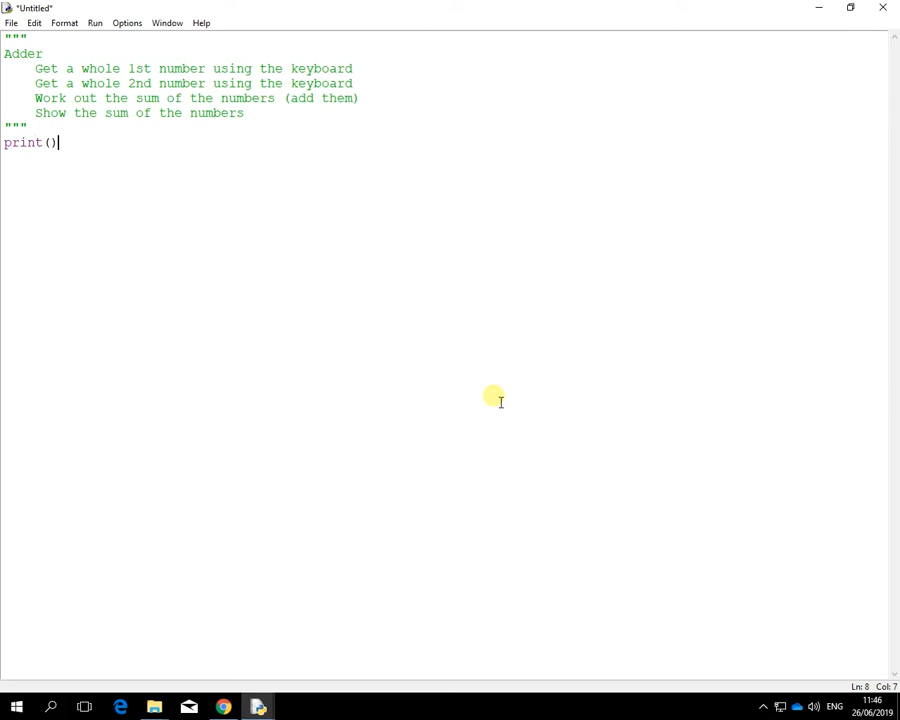 *Untitled*
File Edit Format Run Options Window Help
"""
Adder
    Get a whole 1st number using the keyboard
    Get a whole 2nd number using the keyboard
    Work out the sum of the numbers (add them)
    Show the sum of the numbers
"""
print()
Ln: 8 Col: 7
ENG
11:46
26/06/2019